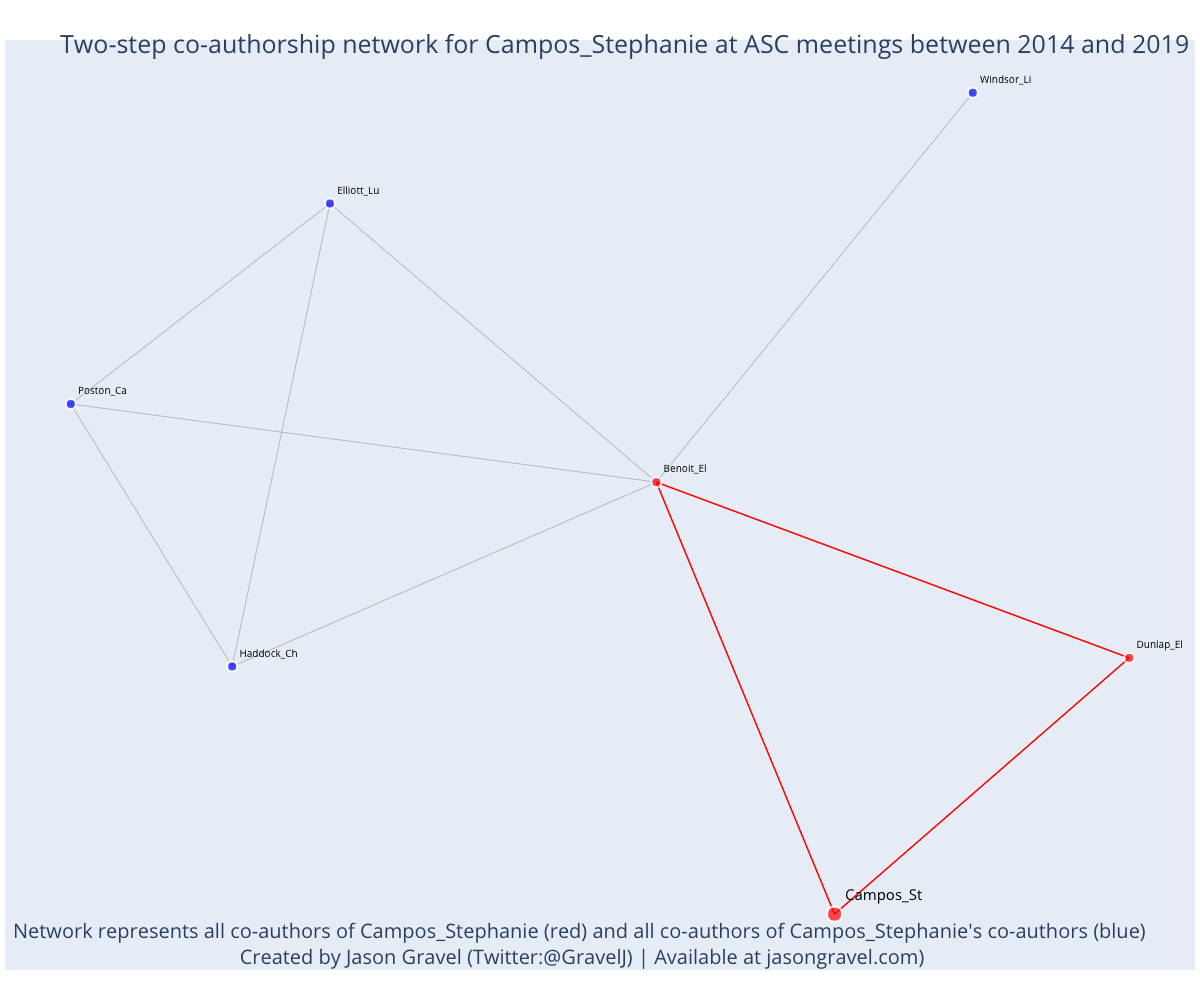 Two-step co-authorship network for Campos_Stephanie at ASC meetings between 2014 and 2019
Windsor_Li
Elliott_Lu
Poston_Ca
Benoit_El
Haddock_Ch
Dunlap_El
Campos_St
Network represents all co-authors of Campos_Stephanie (red) and all co-authors of Campos_Stephanie's co-authors (blue)
Created by Jason Gravel (Twitter:@GravelJ) | Available at jasongravel.com)